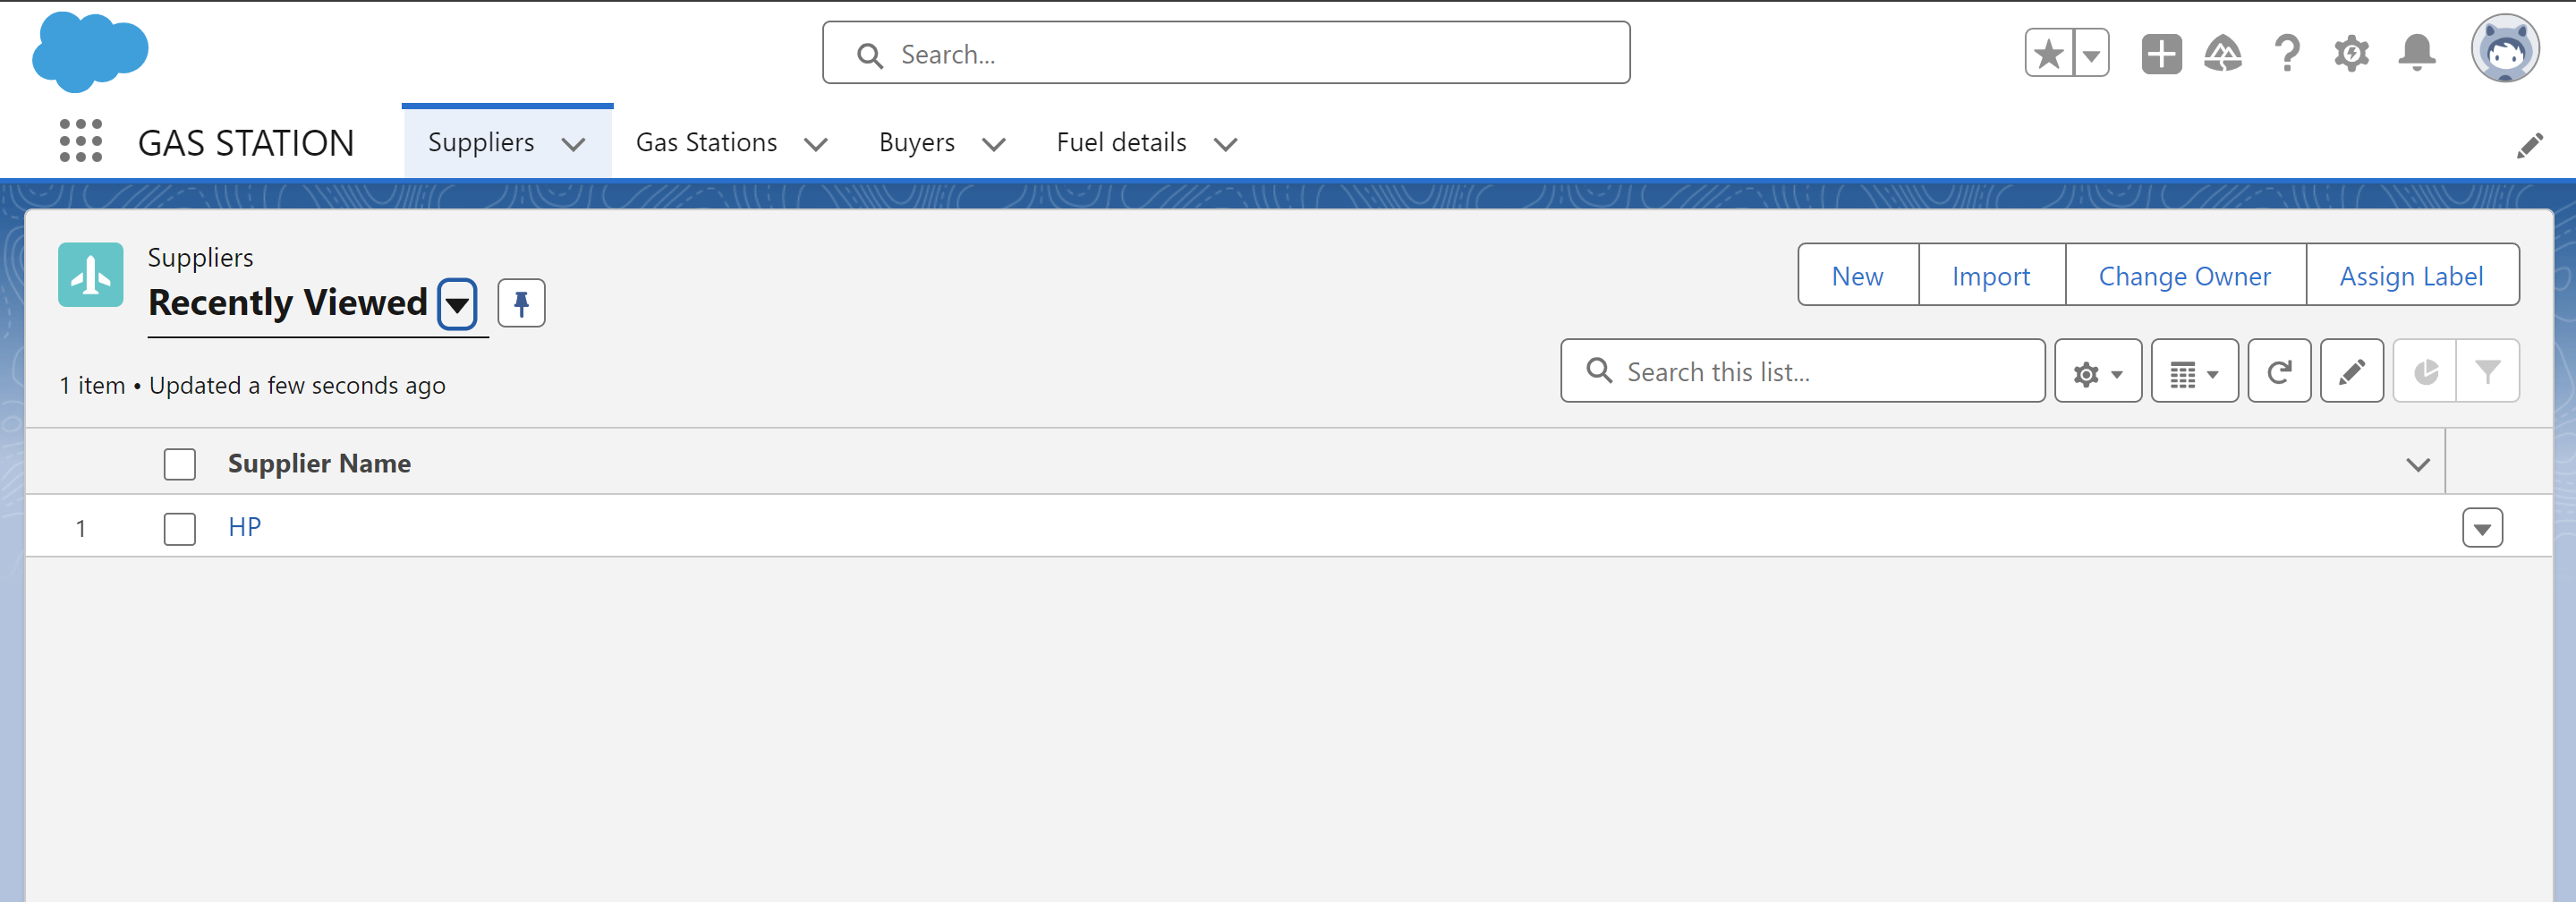 Search...
GAS STATION
Suppliers
Gas Stations
Buyers
Fuel details
Suppliers
Recently Viewed
New
Import
Change Owner
Assign Label
1 item • Updated a few seconds ago
Search this list...
Supplier Name
1
HP